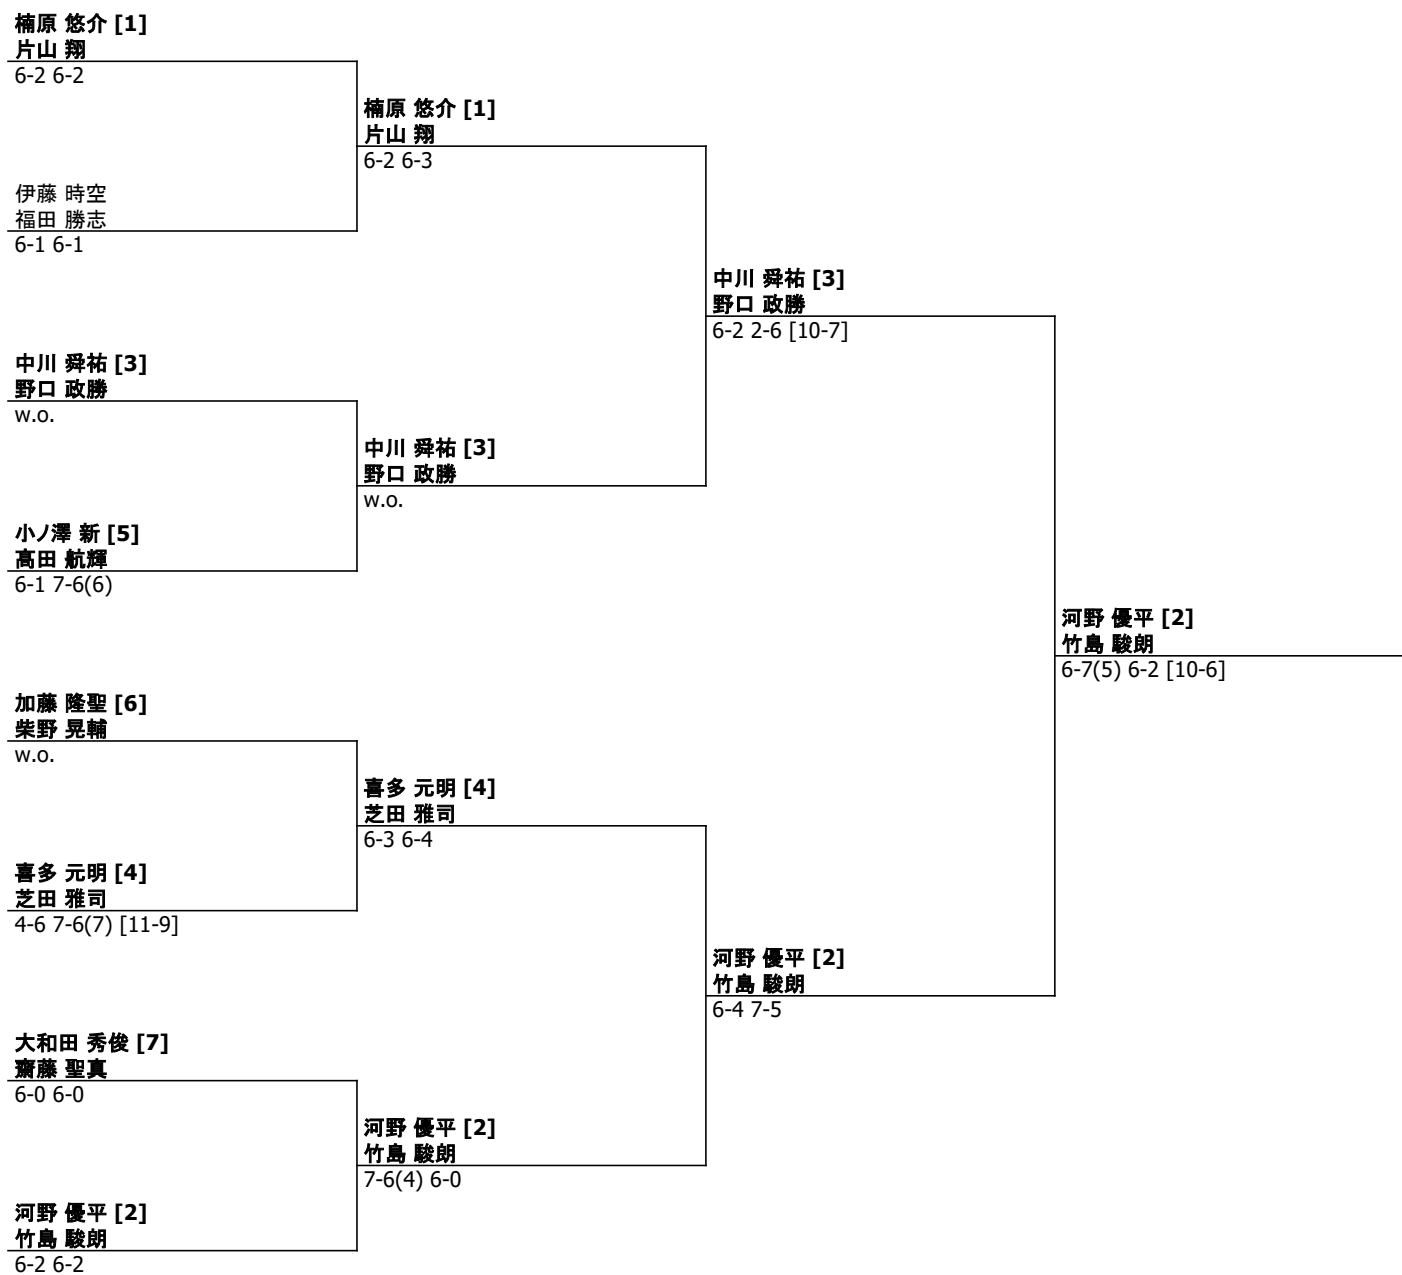 楠原 悠介 [1]
片山 翔
6-2 6-2
楠原 悠介 [1]
片山 翔
6-2 6-3
伊藤 時空
福田 勝志
6-1 6-1
中川 舜祐 [3]
野口 政勝
6-2 2-6 [10-7]
中川 舜祐 [3]
野口 政勝
w.o.
中川 舜祐 [3]
野口 政勝
w.o.
小ノ澤 新 [5]
髙田 航輝
6-1 7-6(6)
河野 優平 [2]
竹島 駿朗
6-7(5) 6-2 [10-6]
加藤 隆聖 [6]
柴野 晃輔
w.o.
喜多 元明 [4]
芝田 雅司
6-3 6-4
喜多 元明 [4]
芝田 雅司
4-6 7-6(7) [11-9]
河野 優平 [2]
竹島 駿朗
6-4 7-5
大和田 秀俊 [7]
齋藤 聖真
6-0 6-0
河野 優平 [2]
竹島 駿朗
7-6(4) 6-0
河野 優平 [2]
竹島 駿朗
6-2 6-2